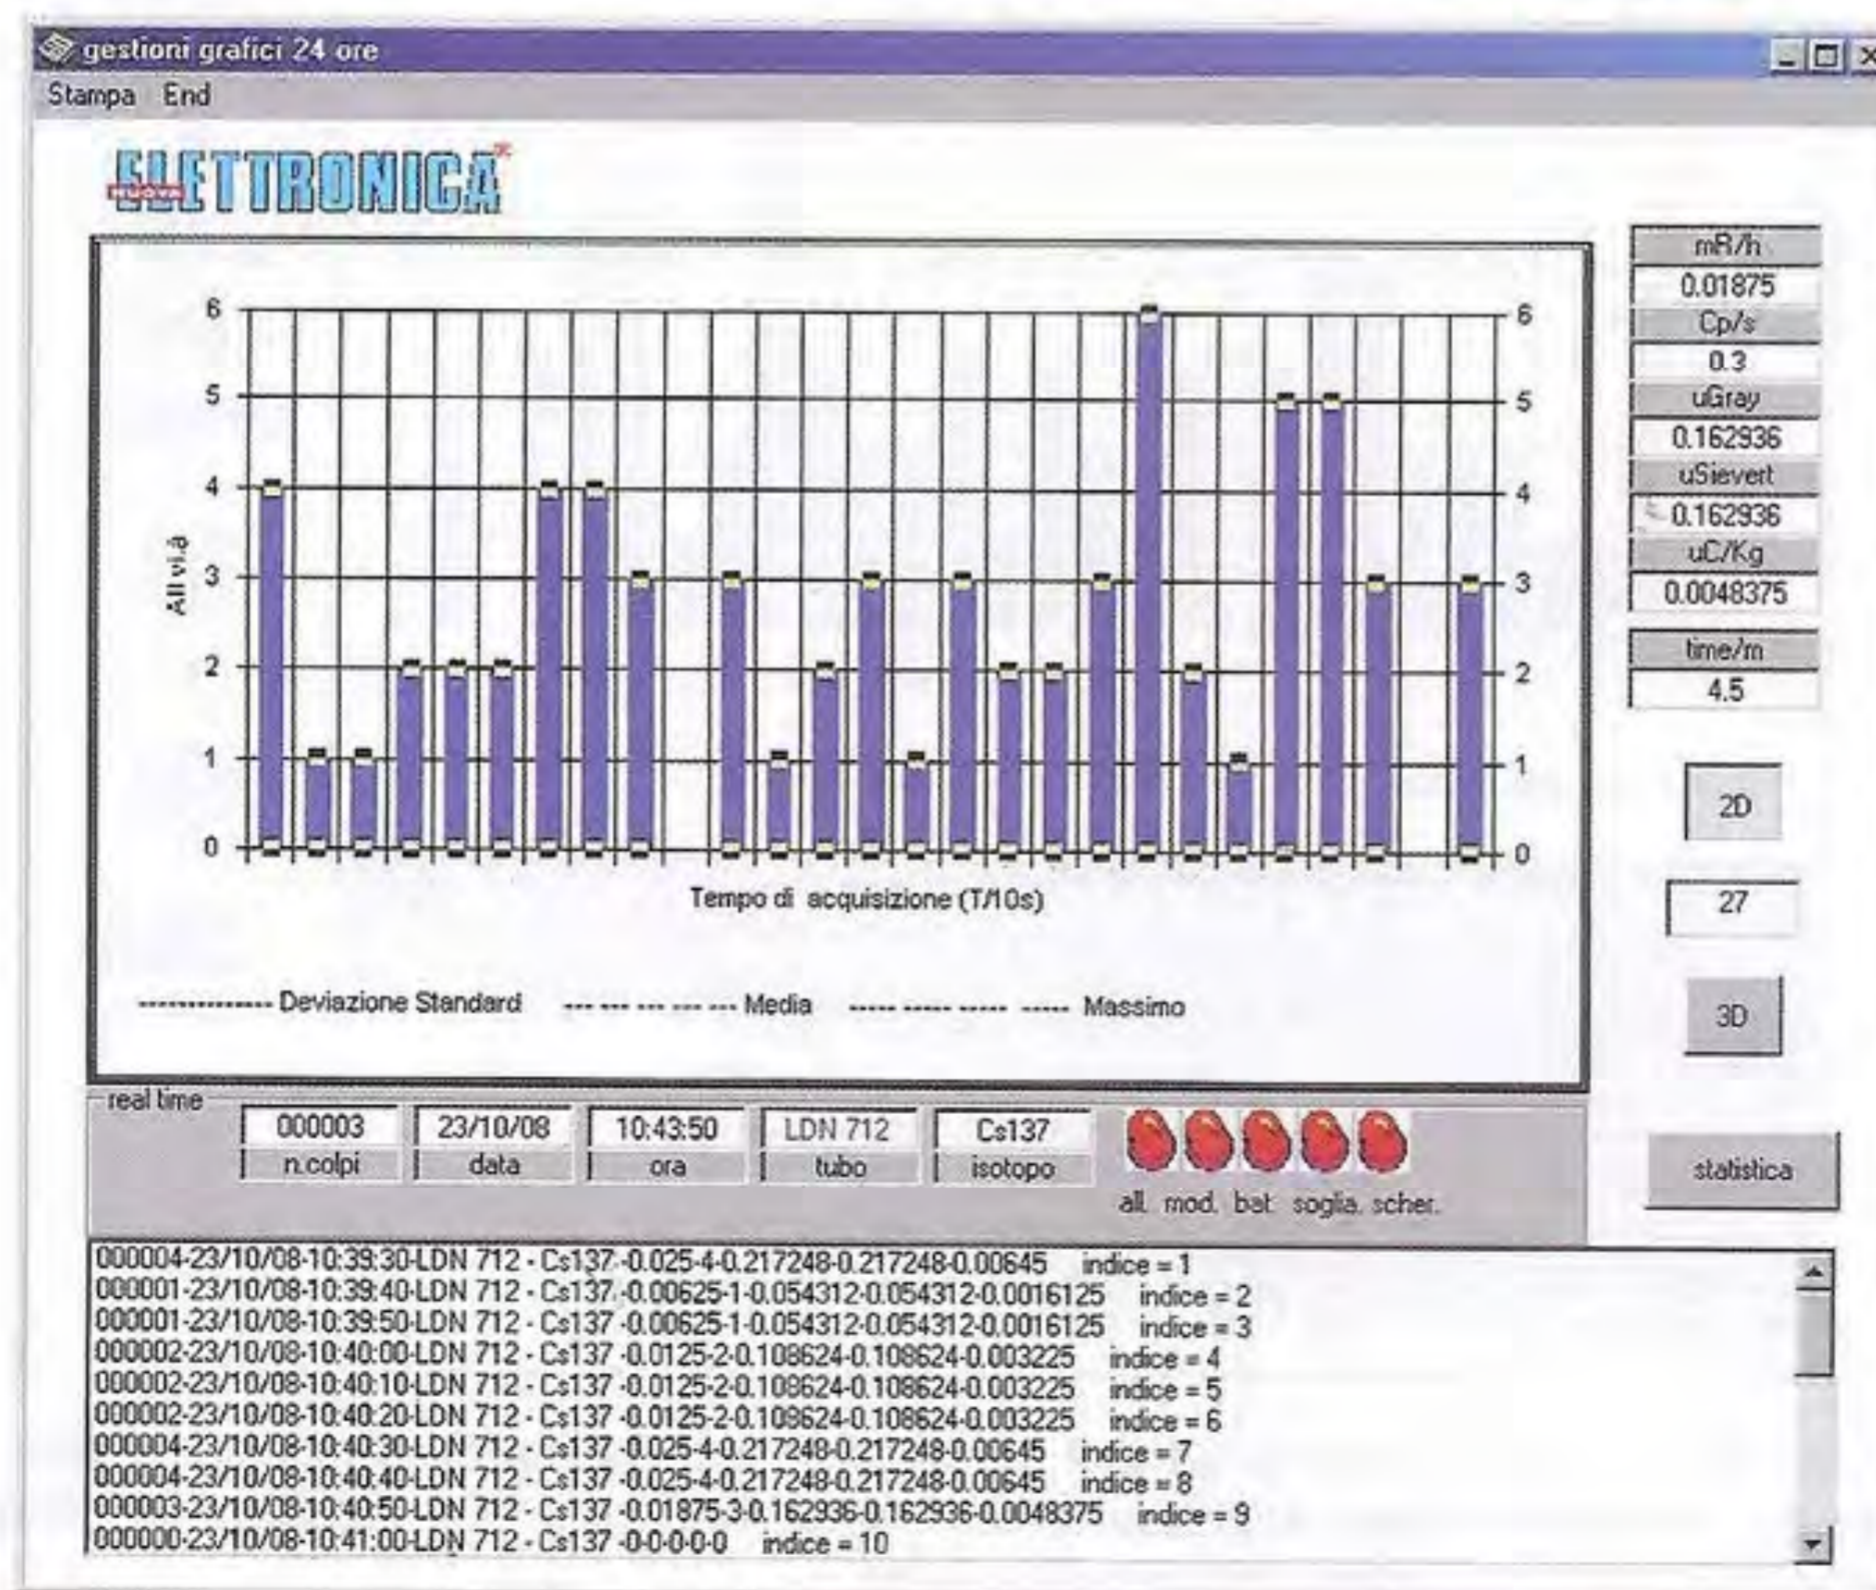 gestioni grafici 24 ore
Stampa End
NUOVA ELETTRONICA
mR/h
0.01875
Cp/s
0.3
uGray
0.162936
uSievert
0.162936
uC/Kg
0.0048375
time/m
4.5
2D
27
3D
statistica
6 6
5 5
4 4
3 3
2 2
1 1
0 0
Tempo di acquisizione (T/10s)
Deviazione Standard Media Massimo
real time
000003 23/10/08 10:43:50 LDN 712 Cs137
n.colpi data ora tubo isotopo
all. mod. bat. soglia. scher.
000004-23/10/08-10:39:30-LDN 712 - Cs137 -0.025-4-0.217248-0.217248-0.00645 indice = 1
000001-23/10/08-10:39:40-LDN 712 - Cs137 -0.00625-1-0.054312-0.054312-0.0016125 indice = 2
000001-23/10/08-10:39:50-LDN 712 - Cs137 -0.00625-1-0.054312-0.054312-0.0016125 indice = 3
000002-23/10/08-10:40:00-LDN 712 - Cs137 -0.0125-2-0.108624-0.108624-0.003225 indice = 4
000002-23/10/08-10:40:10-LDN 712 - Cs137 -0.0125-2-0.108624-0.108624-0.003225 indice = 5
000002-23/10/08-10:40:20-LDN 712 - Cs137 -0.0125-2-0.108624-0.108624-0.003225 indice = 6
000004-23/10/08-10:40:30-LDN 712 - Cs137 -0.025-4-0.217248-0.217248-0.00645 indice = 7
000004-23/10/08-10:40:40-LDN 712 - Cs137 -0.025-4-0.217248-0.217248-0.00645 indice = 8
000003-23/10/08-10:40:50-LDN 712 - Cs137 -0.01875-3-0.162936-0.162936-0.0048375 indice = 9
000000-23/10/08-10:41:00-LDN 712 - Cs137 -0-0-0-0-0 indice = 10